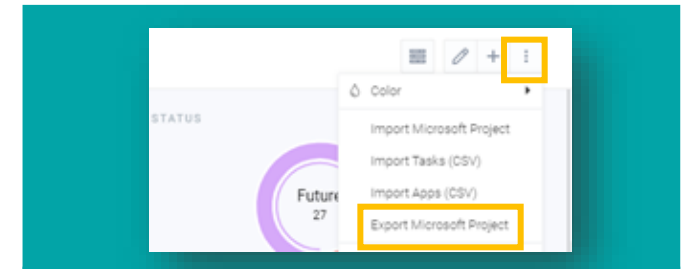 Color
STATUS
Import Microsoft Project
Import Tasks (CSV)
Future
Import Apps (CSV)
27
Export Microsoft Project